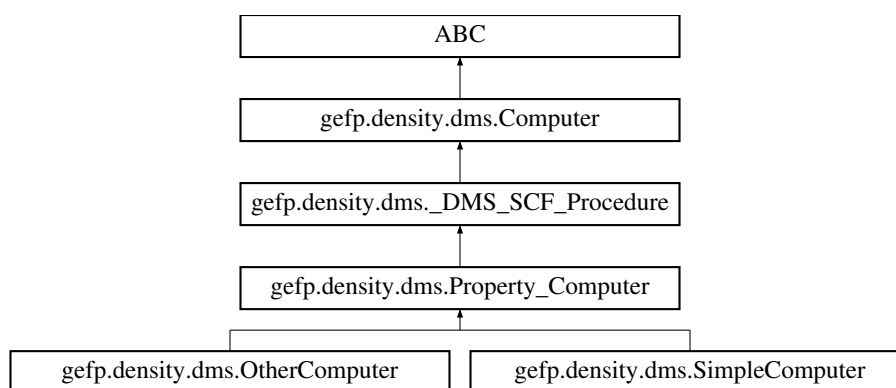 ABC
gefp.density.dms.Computer
gefp.density.dms._DMS_SCF_Procedure
gefp.density.dms.Property_Computer
gefp.density.dms.OtherComputer
gefp.density.dms.SimpleComputer